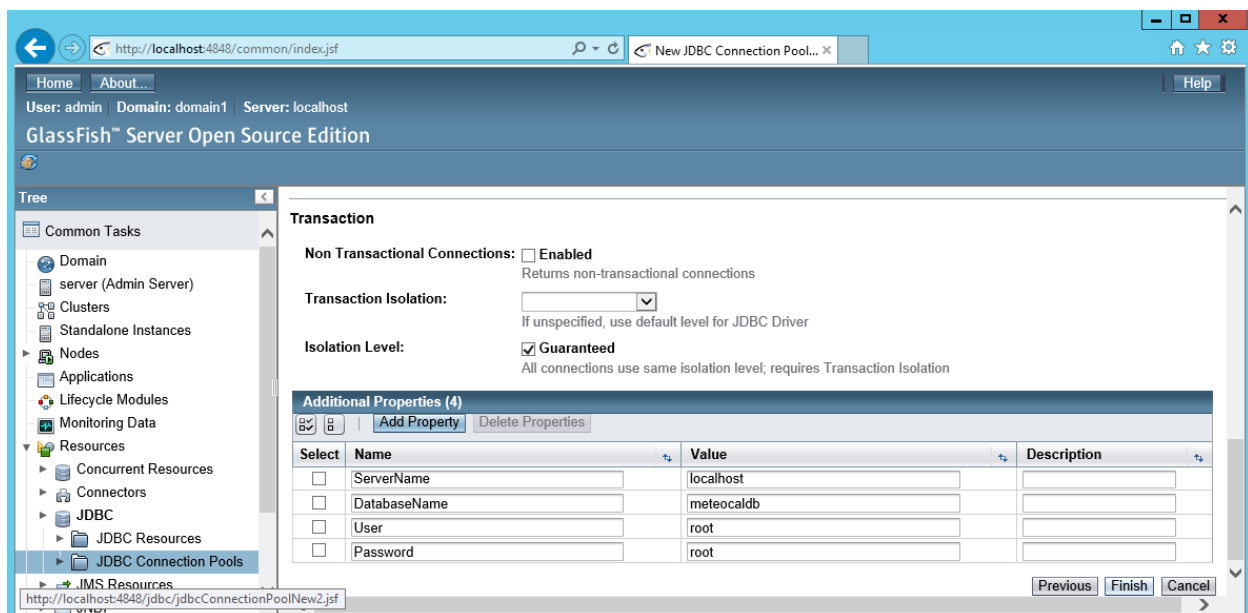 http://localhost:4848/common/index.jsf
New JDBC Connection Pool...
Home About...
Help
User: admin Domain: domain1 Server: localhost
GlassFish™ Server Open Source Edition
Tree
Common Tasks
Domain
server (Admin Server)
Clusters
Standalone Instances
Nodes
Applications
Lifecycle Modules
Monitoring Data
Resources
Concurrent Resources
Connectors
JDBC
JDBC Resources
JDBC Connection Pools
JMS Resources
JNDI
http://localhost:4848/jdbc/jdbcConnectionPoolNew2.jsf
Transaction
Non Transactional Connections: Enabled
Returns non-transactional connections
Transaction Isolation:
If unspecified, use default level for JDBC Driver
Isolation Level: Guaranteed
All connections use same isolation level; requires Transaction Isolation
Additional Properties (4)
Add Property Delete Properties
Select Name Value Description
ServerName localhost
DatabaseName meteocaldb
User root
Password root
Previous Finish Cancel